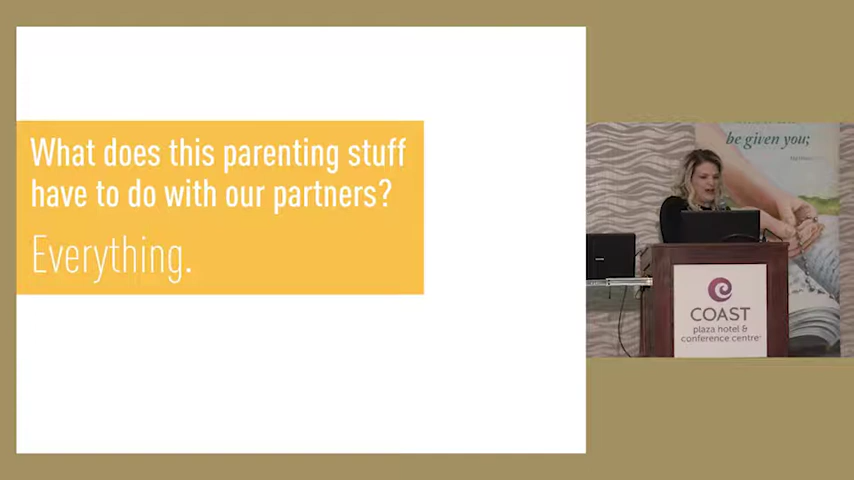 What does this parenting stuff
have to do with our partners?
Everything.
be given you;
COAST
plaza hotel &
conference centre